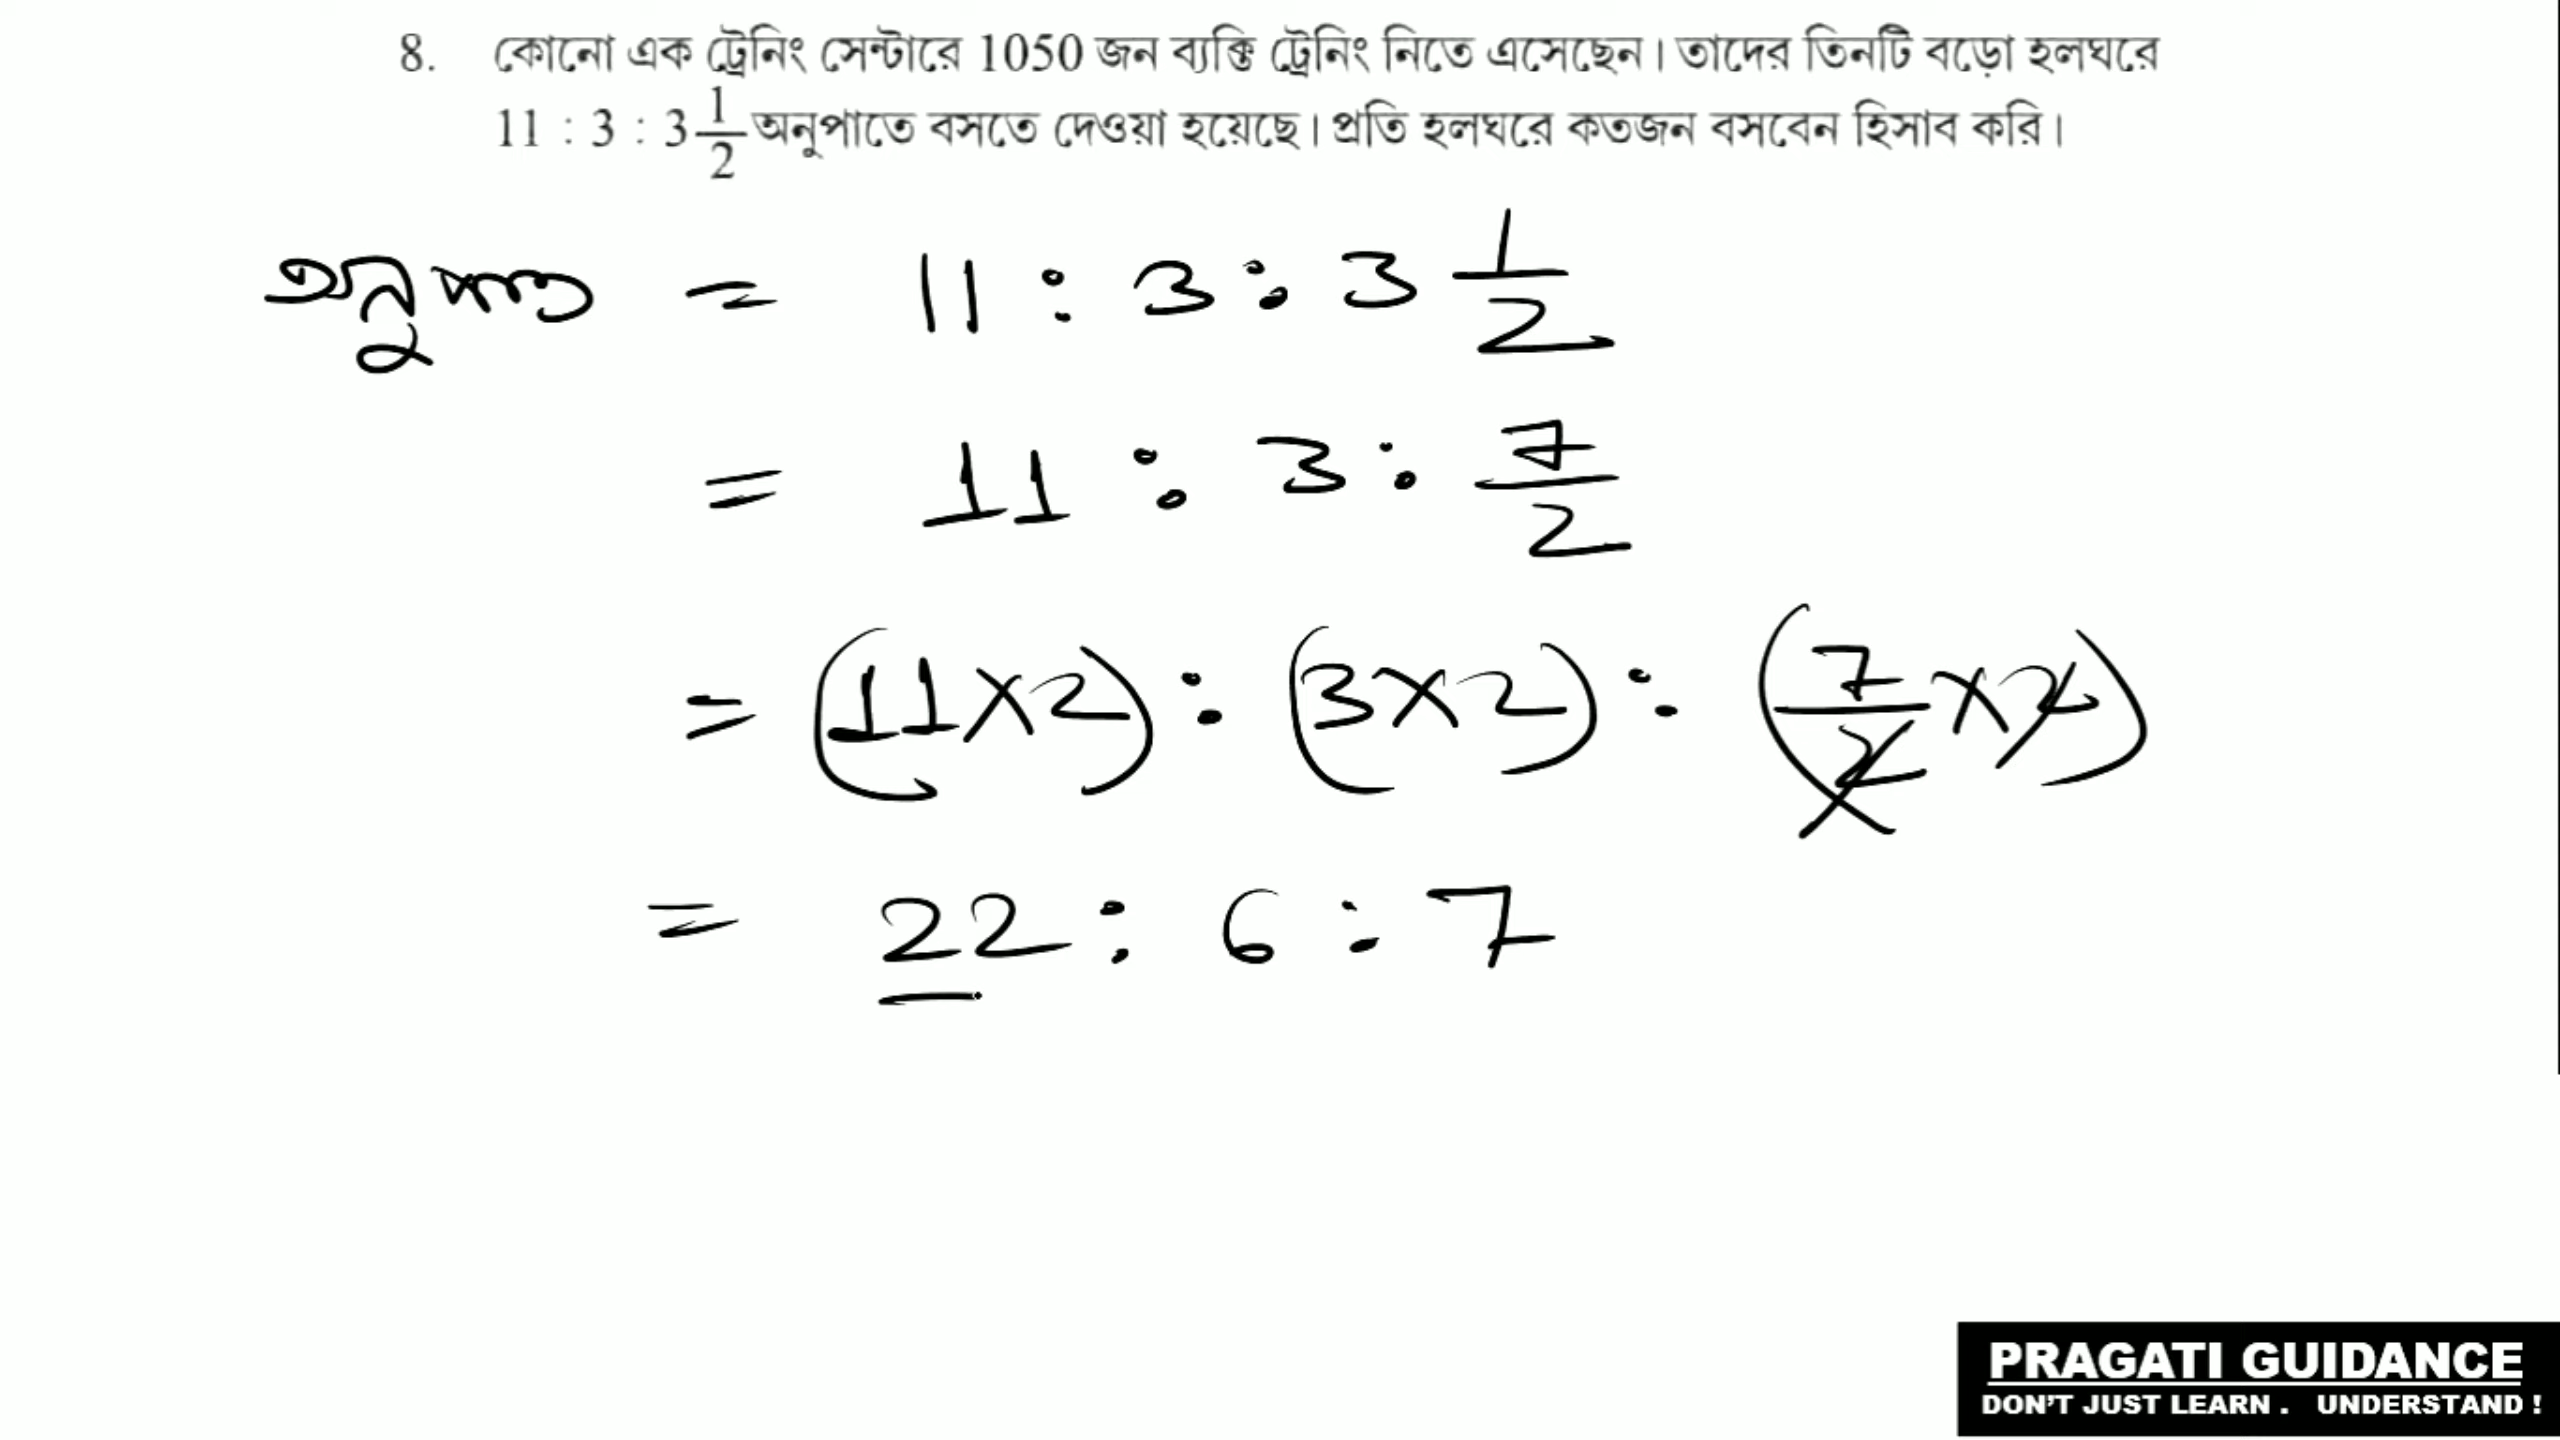 8. কোনো এক ট্রেনিং সেন্টারে 1050 জন ব্যক্তি ট্রেনিং নিতে এসেছেন। তাদের তিনটি বড়ো হলঘরে
11 : 3 : 3 1/2 অনুপাতে বসতে দেওয়া হয়েছে। প্রতি হলঘরে কতজন বসবেন হিসাব করি।
অনুপাত = 11 : 3 : 3 1/2
= 11 : 3 : 7/2
= (11×2) : (3×2) : (7/2 ×2)
= 22 : 6 : 7
PRAGATI GUIDANCE
DON'T JUST LEARN . UNDERSTAND !